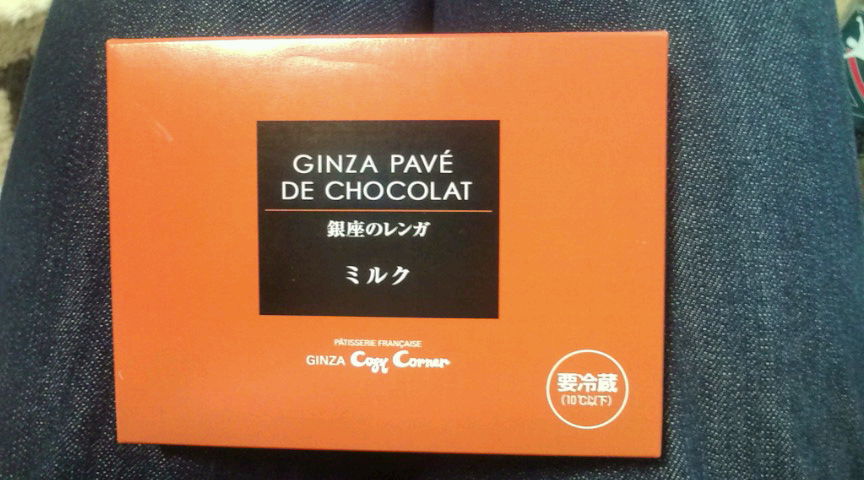 GINZA PAVÉ
DE CHOCOLAT
銀座のレンガ
ミルク
PÂTISSERIE FRANÇAISE
GINZA Cozy Corner
要冷蔵
(10℃以下)